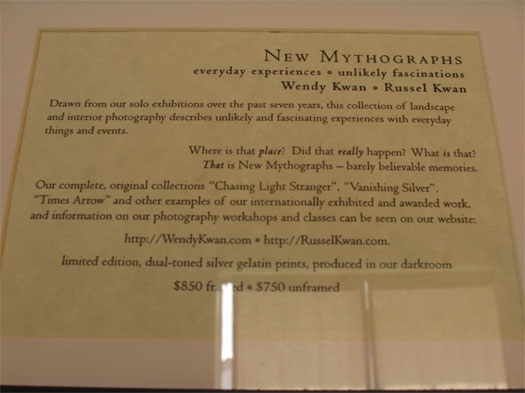 New Mythographs
everyday experiences • unlikely fascinations
Wendy Kwan • Russel Kwan
Drawn from our solo exhibitions over the past seven years, this collection of landscape
and interior photography describes unlikely and fascinating experiences with everyday
things and events.
Where is that place? Did that really happen? What is that?
That is New Mythographs – barely believable memories.
Our complete, original collections "Chasing Light Stranger", "Vanishing Silver",
"Times Arrow" and other examples of our internationally exhibited and awarded work,
and information on our photography workshops and classes can be seen on our website:
http://WendyKwan.com • http://RusselKwan.com.
limited edition, dual-toned silver gelatin prints, produced in our darkroom
$850 • $750 unframed